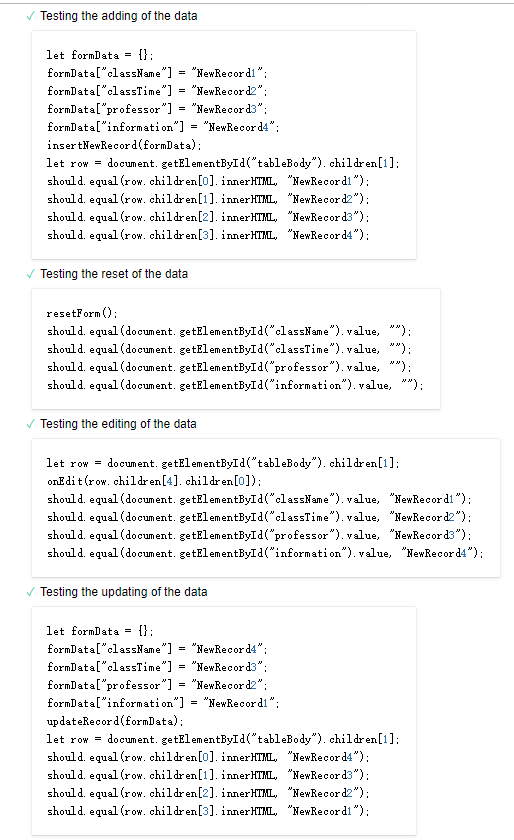 ✓ Testing the adding of the data
let formData = {};
formData["className"] = "NewRecord1";
formData["classTime"] = "NewRecord2";
formData["professor"] = "NewRecord3";
formData["information"] = "NewRecord4";
insertNewRecord(formData);
let row = document.getElementById("tableBody").children[1];
should.equal(row.children[0].innerHTML, "NewRecord1");
should.equal(row.children[1].innerHTML, "NewRecord2");
should.equal(row.children[2].innerHTML, "NewRecord3");
should.equal(row.children[3].innerHTML, "NewRecord4");
✓ Testing the reset of the data
resetForm();
should.equal(document.getElementById("className").value, "");
should.equal(document.getElementById("classTime").value, "");
should.equal(document.getElementById("professor").value, "");
should.equal(document.getElementById("information").value, "");
✓ Testing the editing of the data
let row = document.getElementById("tableBody").children[1];
onEdit(row.children[4].children[0]);
should.equal(document.getElementById("className").value, "NewRecord1");
should.equal(document.getElementById("classTime").value, "NewRecord2");
should.equal(document.getElementById("professor").value, "NewRecord3");
should.equal(document.getElementById("information").value, "NewRecord4");
✓ Testing the updating of the data
let formData = {};
formData["className"] = "NewRecord4";
formData["classTime"] = "NewRecord3";
formData["professor"] = "NewRecord2";
formData["information"] = "NewRecord1";
updateRecord(formData);
let row = document.getElementById("tableBody").children[1];
should.equal(row.children[0].innerHTML, "NewRecord4");
should.equal(row.children[1].innerHTML, "NewRecord3");
should.equal(row.children[2].innerHTML, "NewRecord2");
should.equal(row.children[3].innerHTML, "NewRecord1");